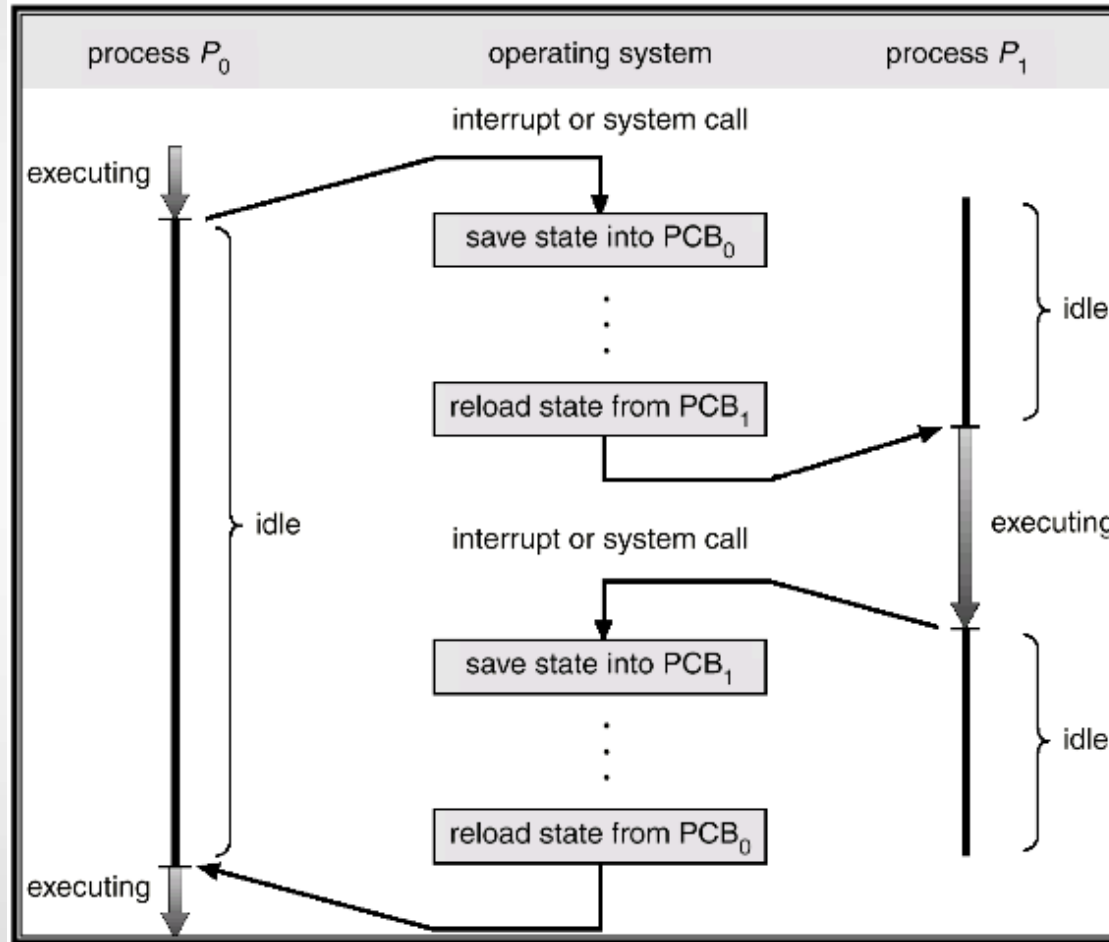 process P0 operating system process P1
interrupt or system call
executing
save state into PCB0
idle
reload state from PCB1
idle
executing
interrupt or system call
save state into PCB1
idle
reload state from PCB0
executing